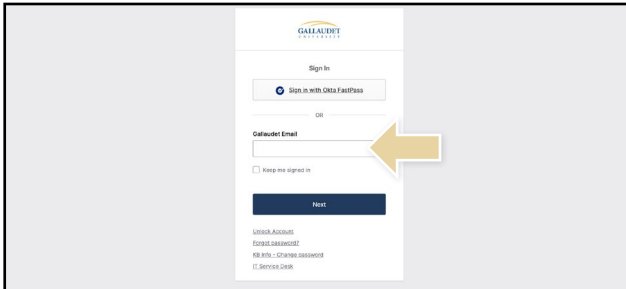 GALLAUDET
UNIVERSITY
Sign In
Sign in with Okta FastPass
OR
Gallaudet Email
Keep me signed in
Next
Unlock Account
Forgot password?
KB Info - Change password
IT Service Desk